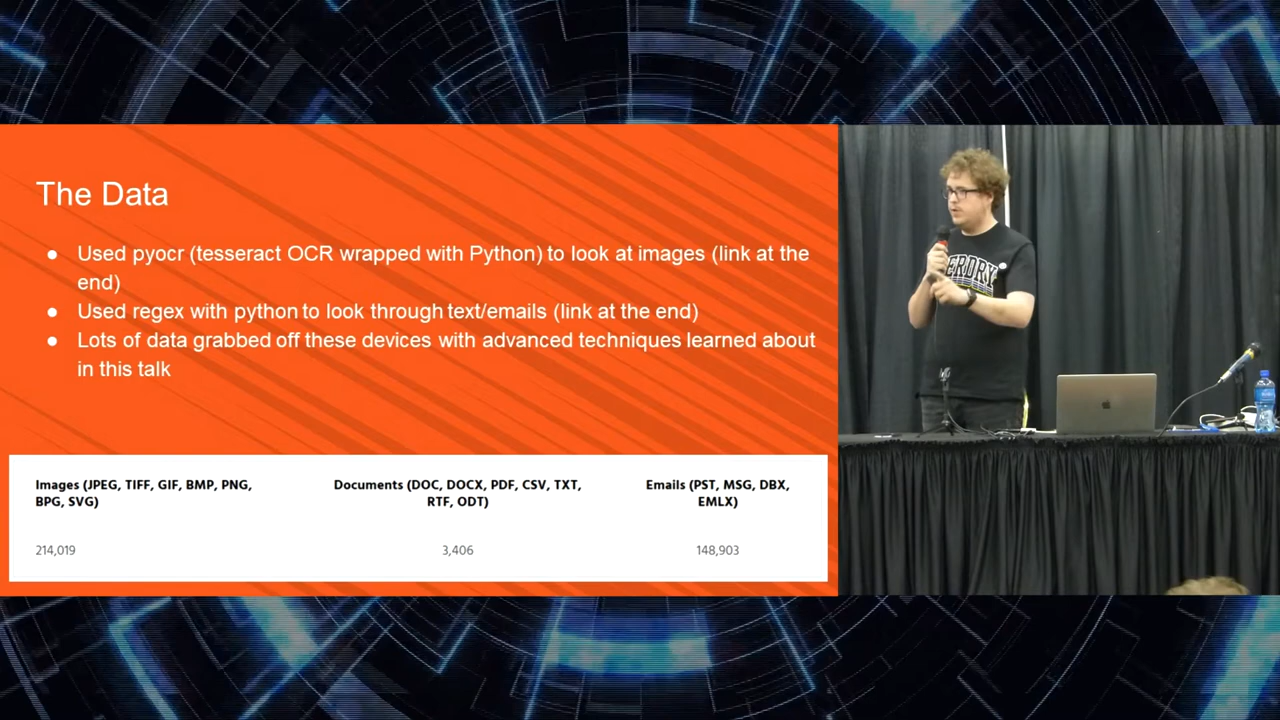 The Data
● Used pyocr (tesseract OCR wrapped with Python) to look at images (link at the
end)
● Used regex with python to look through text/emails (link at the end)
● Lots of data grabbed off these devices with advanced techniques learned about
in this talk
Images (JPEG, TIFF, GIF, BMP, PNG,
BPG, SVG)
Documents (DOC, DOCX, PDF, CSV, TXT,
RTF, ODT)
Emails (PST, MSG, DBX,
EMLX)
214,019
3,406
148,903